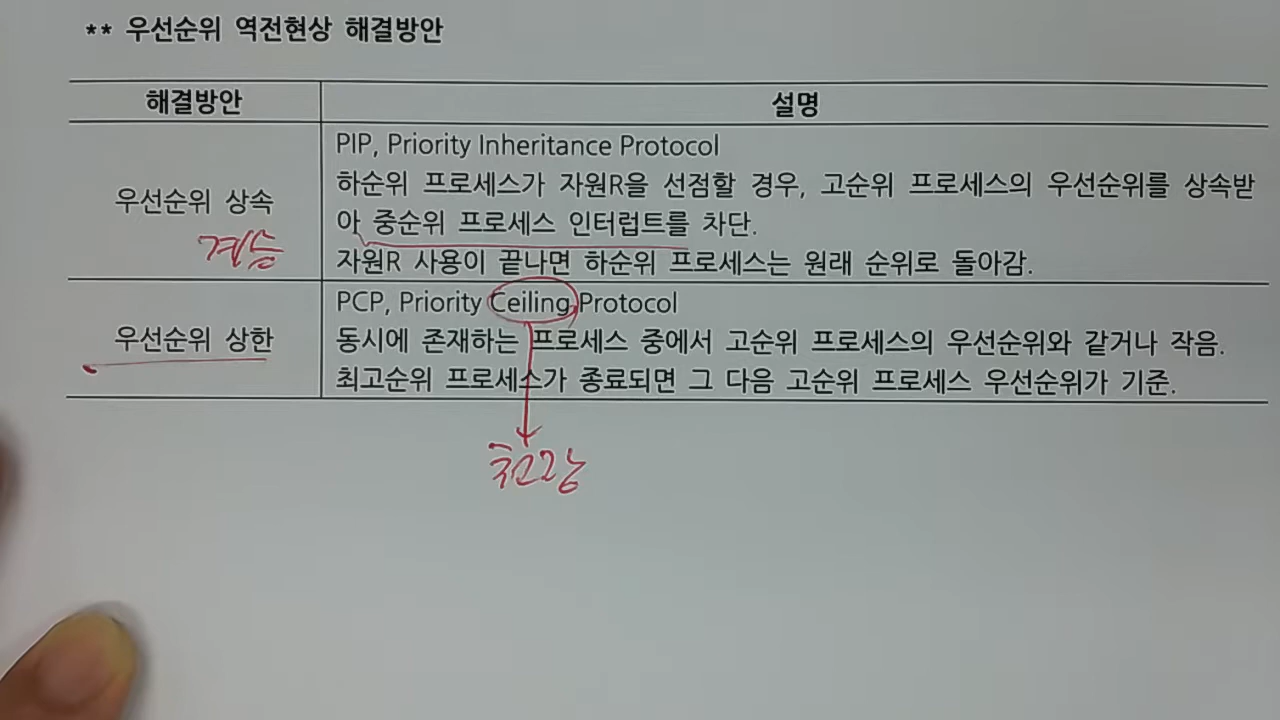 ** 우선순위 역전현상 해결방안
해결방안 설명
PIP, Priority Inheritance Protocol
하순위 프로세스가 자원R을 선점할 경우, 고순위 프로세스의 우선순위를 상속받
우선순위 상속
아 중순위 프로세스 인터럽트를 차단.
계승
자원R 사용이 끝나면 하순위 프로세스는 원래 순위로 돌아감.
PCP, Priority Ceiling Protocol
우선순위 상한
동시에 존재하는 프로세스 중에서 고순위 프로세스의 우선순위와 같거나 작음.
최고순위 프로세스가 종료되면 그 다음 고순위 프로세스 우선순위가 기준.
천장